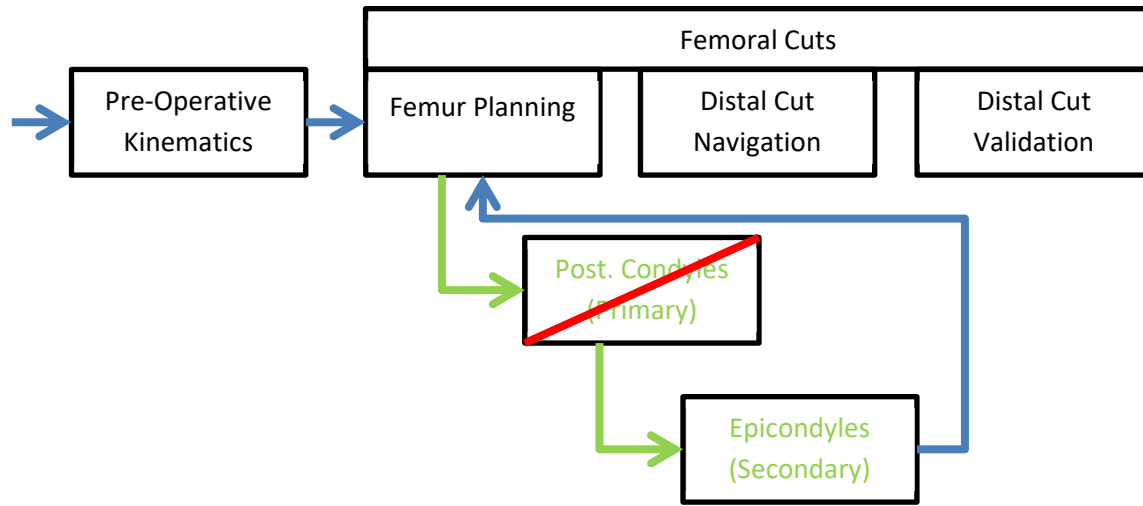 Femoral Cuts
Pre-Operative
Kinematics
Femur Planning
Distal Cut
Navigation
Distal Cut
Validation
Post. Condyles
(Primary)
Epicondyles
(Secondary)